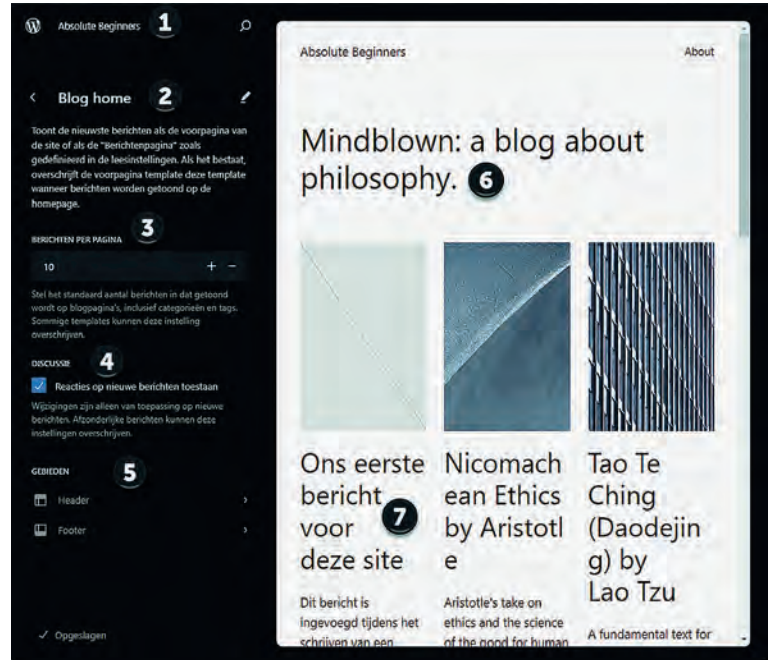 Absolute Beginners
1
Blog home
2
Toont de nieuwste berichten als de voorpagina van
de site of als de "Berichtenpagina" zoals
gedefinieerd in de leesinstellingen. Als het bestaat,
overschrijft de voorpagina template deze template
wanneer berichten worden getoond op de
homepage.
3
BERICHTEN PER PAGINA
10
+ −
Stel het standaard aantal berichten in dat getoond
wordt op blogpagina's, inclusief categorieën en tags.
Sommige templates kunnen deze instelling
overschrijven.
DISCUSSIE
4
Reacties op nieuwe berichten toestaan
Wijzigingen zijn alleen van toepassing op nieuwe
berichten. Afzonderlijke berichten kunnen deze
instellingen overschrijven.
GEBIEDEN
5
Header
Footer
Opgeslagen
Absolute Beginners
About
Mindblown: a blog about
philosophy.
6
Ons eerste
bericht
voor
deze site
7
Dit bericht is
ingevoegd tijdens het
schrijven van een
Nicomach
ean Ethics
by Aristotl
e
Aristotle's take on
ethics and the science
of the good for human
Tao Te
Ching
(Daodejin
g) by
Lao Tzu
A fundamental text for